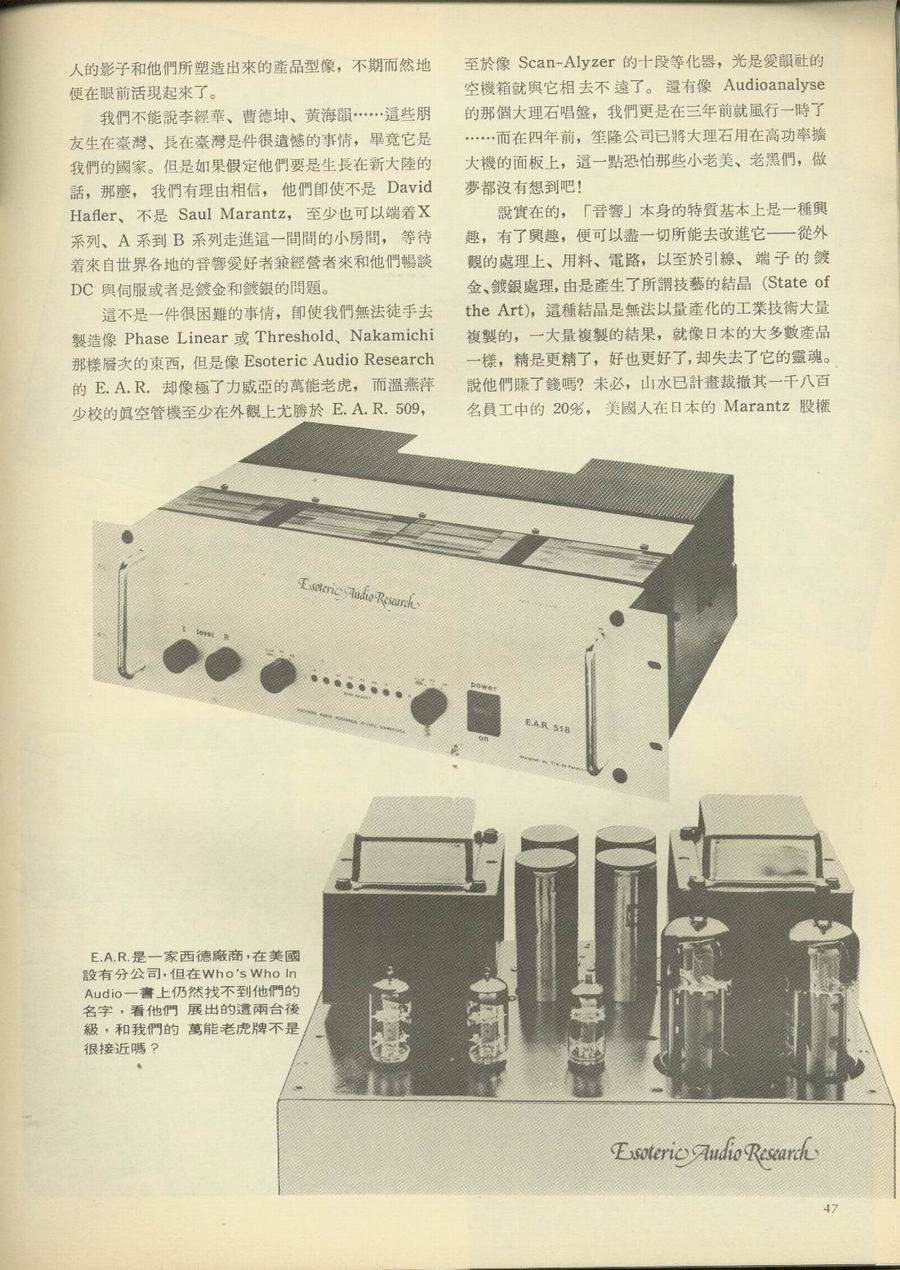 人的影子和他們所塑造出來的產品型像，不期而然地
便在眼前活現起來了。
我們不能說李經華、曹德坤、黃海韻……這些朋
友生在臺灣、長在臺灣是件很遺憾的事情，畢竟它是
我們的國家。但是如果假定他們要是生長在新大陸的
話，那麼，我們有理由相信，他們卽使不是 David
Hafler、不是 Saul Marantz，至少也可以端着X
系列、A 系到 B 系列走進這一間間的小房間，等待
着來自世界各地的音響愛好者兼經營者來和他們暢談
DC 與伺服或者是鍍金和鍍銀的問題。
這不是一件很困難的事情，卽使我們無法徒手去
製造像 Phase Linear 或 Threshold、Nakamichi
那樣層次的東西，但是像 Esoteric Audio Research
的 E. A. R. 却像極了力威亞的萬能老虎，而溫燕萍
少校的眞空管機至少在外觀上尤勝於 E. A. R. 509，
至於像 Scan-Alyzer 的十段等化器，光是愛韻社的
空機箱就與它相去不遠了。還有像 Audioanalyse
的那個大理石唱盤，我們更是在三年前就風行一時了
……而在四年前，笙隆公司已將大理石用在高功率擴
大機的面板上，這一點恐怕那些小老美、老黑們，做
夢都沒有想到吧！
說實在的，「音響」本身的特質基本上是一種興
趣，有了興趣，便可以盡一切所能去改進它——從外
觀的處理上、用料、電路，以至於引線、端子的鍍
金、鍍銀處理，由是產生了所謂技藝的結晶（State of
the Art），這種結晶是無法以量產化的工業技術大量
複製的，一大量複製的結果，就像日本的大多數產品
一樣，精是更精了，好也更好了，却失去了它的靈魂。
說他們賺了錢嗎？未必，山水已計畫裁撤其一千八百
名員工中的 20%，美國人在日本的 Marantz 股權
Esoteric Audio Research
L level R
power
on
E.A.R. 518
E.A.R.是一家西德廠商，在美國
設有分公司，但在Who's Who In
Audio一書上仍然找不到他們的
名字，看他們 展出的這兩台後
級，和我們的 萬能老虎牌不是
很接近嗎？
Esoteric Audio Research
47